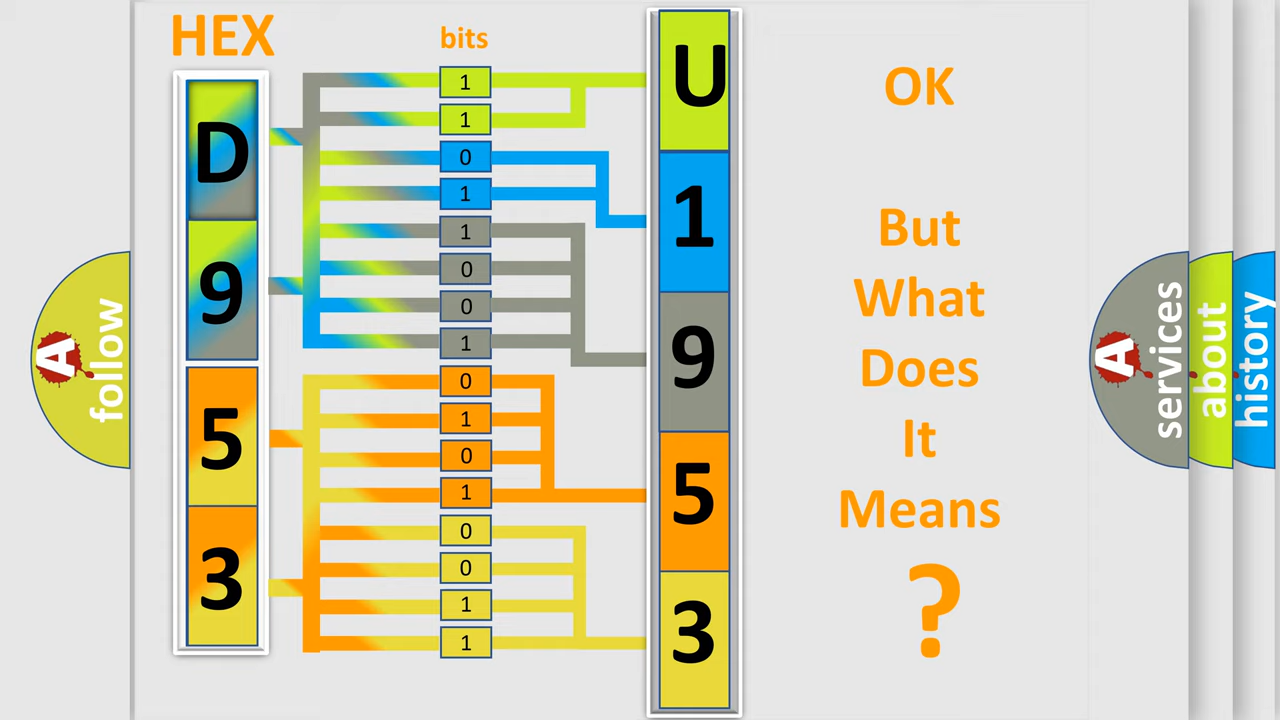 HEX
bits
D
9
5
3
1
1
0
1
1
0
0
1
0
1
0
1
0
0
1
1
U
1
9
5
3
OK
But
What
Does
It
Means
?
A
follow
A
services
about
history